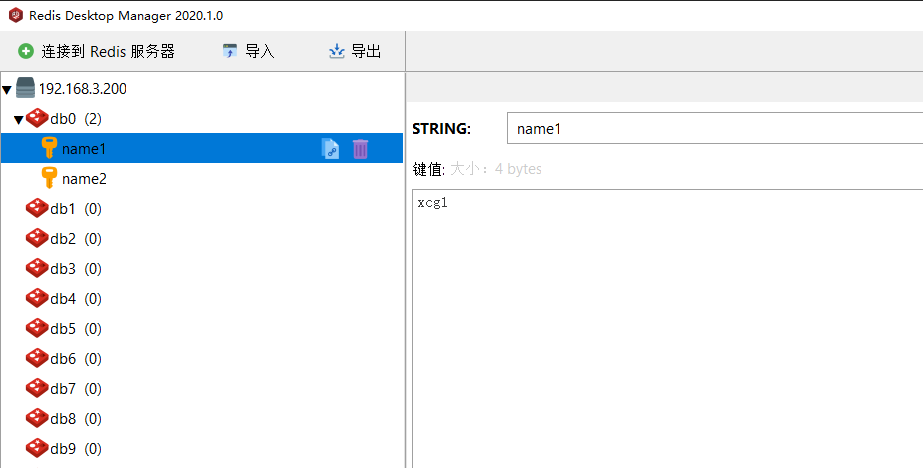 Redis Desktop Manager 2020.1.0
连接到 Redis 服务器 导入 导出
192.168.3.200
db0 (2)
name1
name2
db1 (0)
db2 (0)
db3 (0)
db4 (0)
db5 (0)
db6 (0)
db7 (0)
db8 (0)
db9 (0)
STRING: name1
键值: 大小: 4 bytes
xcg1